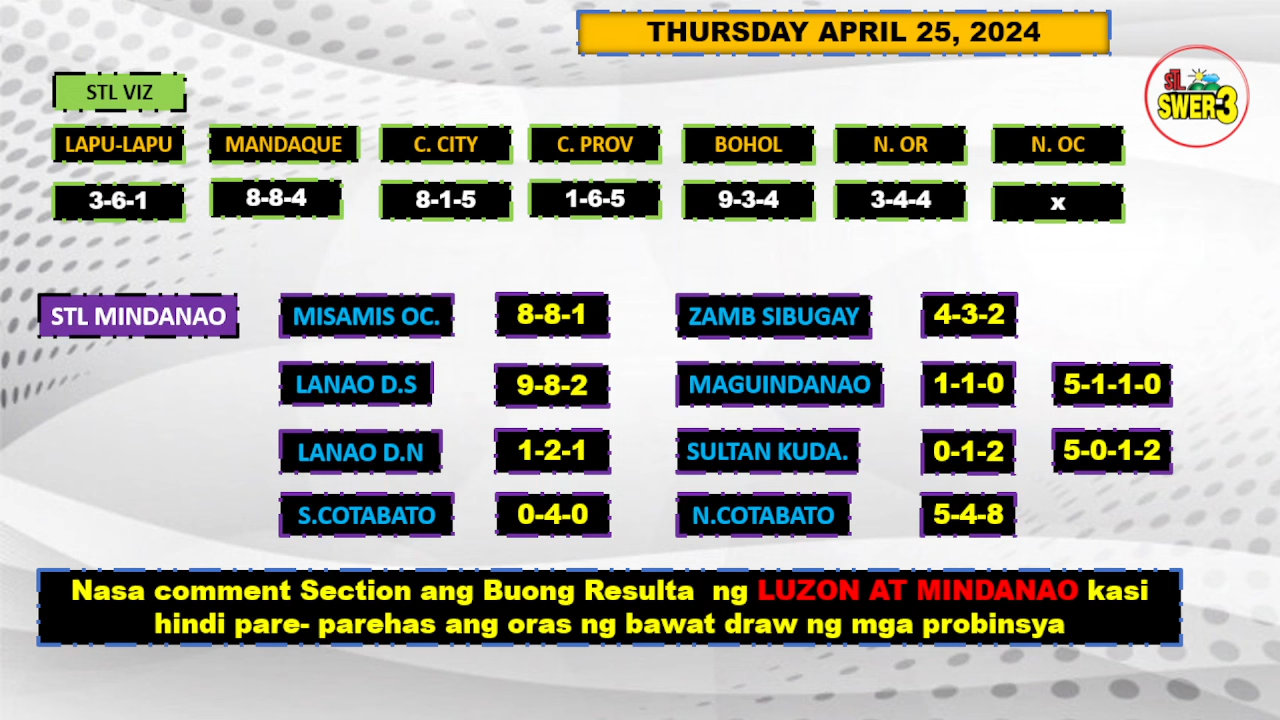 THURSDAY APRIL 25, 2024
STL SWER3
STL VIZ
LAPU-LAPU MANDAQUE C. CITY C. PROV BOHOL N. OR N. OC
3-6-1 8-8-4 8-1-5 1-6-5 9-3-4 3-4-4 x
STL MINDANAO MISAMIS OC. 8-8-1 ZAMB SIBUGAY 4-3-2
LANAO D.S 9-8-2 MAGUINDANAO 1-1-0 5-1-1-0
LANAO D.N 1-2-1 SULTAN KUDA. 0-1-2 5-0-1-2
S.COTABATO 0-4-0 N.COTABATO 5-4-8
Nasa comment Section ang Buong Resulta ng LUZON AT MINDANAO kasi
hindi pare- parehas ang oras ng bawat draw ng mga probinsya